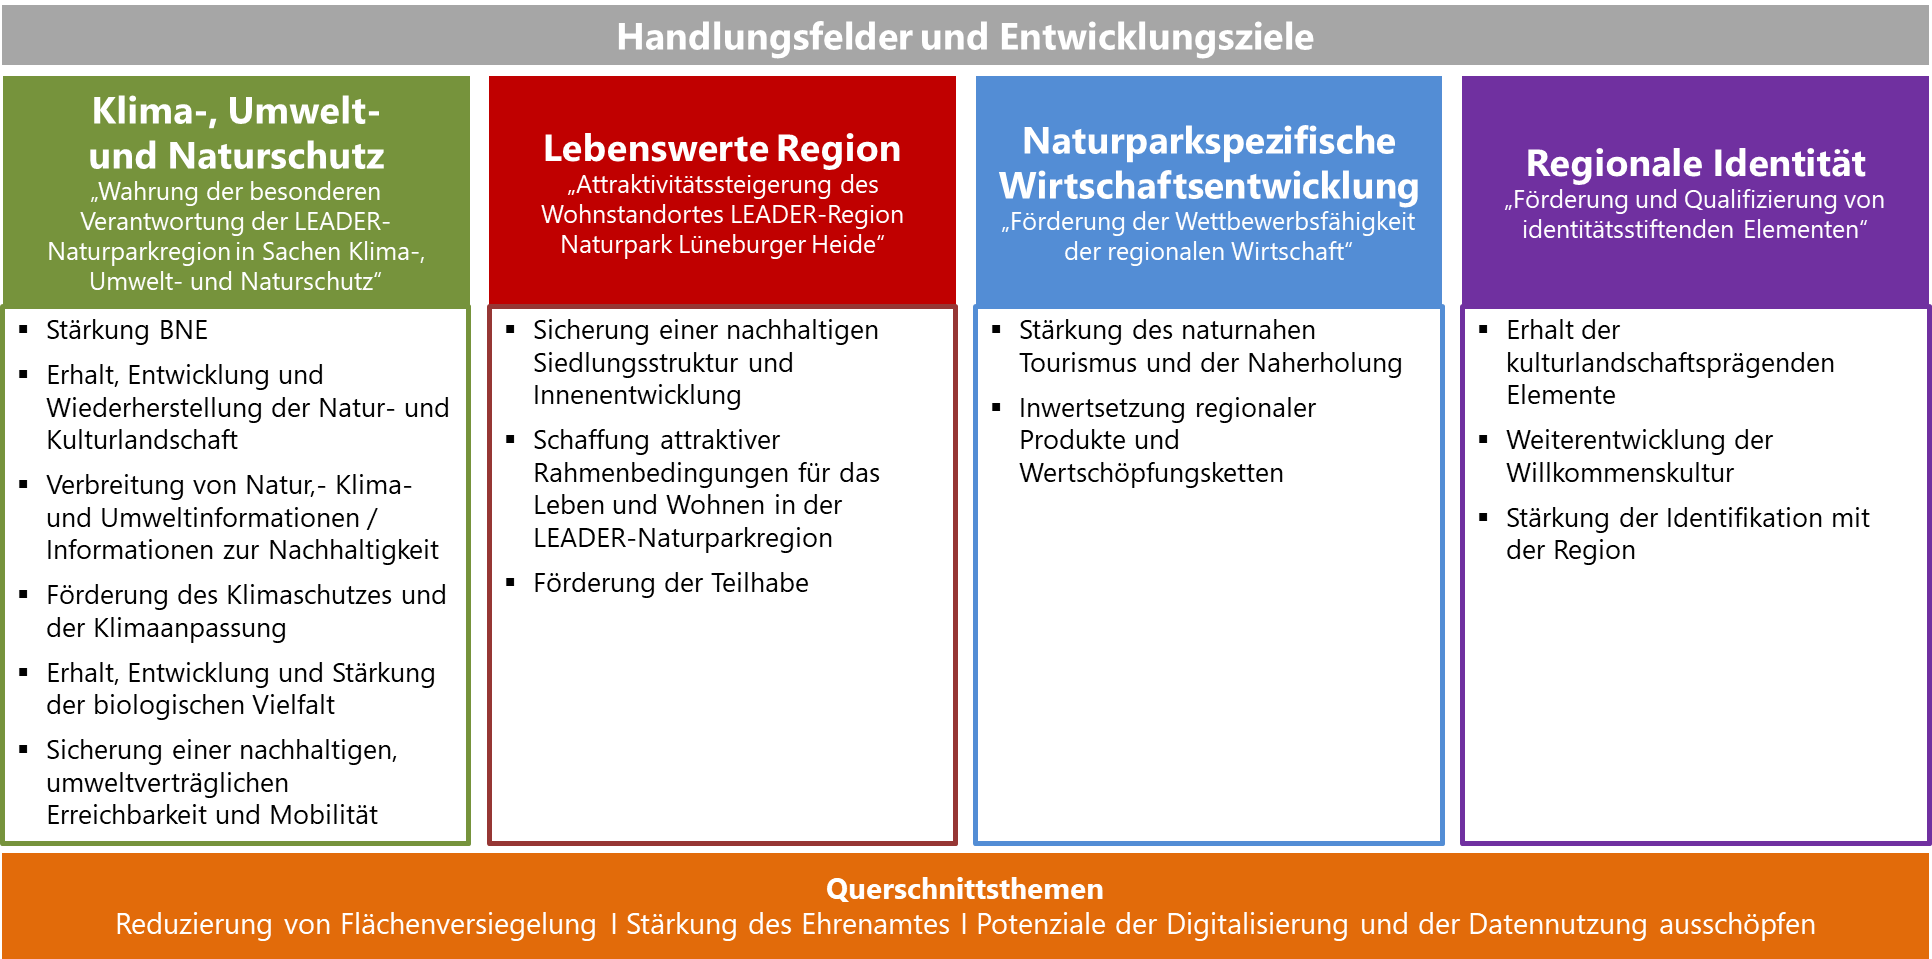 Handlungsfelder und Entwicklungsziele
Klima-, Umwelt-
und Naturschutz
„Wahrung der besonderen
Verantwortung der LEADER-
Naturparkregion in Sachen Klima-,
Umwelt- und Naturschutz“
▪ Stärkung BNE
▪ Erhalt, Entwicklung und
Wiederherstellung der Natur- und
Kulturlandschaft
▪ Verbreitung von Natur,- Klima-
und Umweltinformationen /
Informationen zur Nachhaltigkeit
▪ Förderung des Klimaschutzes und
der Klimaanpassung
▪ Erhalt, Entwicklung und Stärkung
der biologischen Vielfalt
▪ Sicherung einer nachhaltigen,
umweltverträglichen
Erreichbarkeit und Mobilität
Lebenswerte Region
„Attraktivitätssteigerung des
Wohnstandortes LEADER-Region
Naturpark Lüneburger Heide“
▪ Sicherung einer nachhaltigen
Siedlungsstruktur und
Innenentwicklung
▪ Schaffung attraktiver
Rahmenbedingungen für das
Leben und Wohnen in der
LEADER-Naturparkregion
▪ Förderung der Teilhabe
Naturparkspezifische
Wirtschaftsentwicklung
„Förderung der Wettbewerbsfähigkeit
der regionalen Wirtschaft“
▪ Stärkung des naturnahen
Tourismus und der Naherholung
▪ Inwertsetzung regionaler
Produkte und
Wertschöpfungsketten
Regionale Identität
„Förderung und Qualifizierung von
identitätsstiftenden Elementen“
▪ Erhalt der
kulturlandschaftsprägenden
Elemente
▪ Weiterentwicklung der
Willkommenskultur
▪ Stärkung der Identifikation mit
der Region
Querschnittsthemen
Reduzierung von Flächenversiegelung I Stärkung des Ehrenamtes I Potenziale der Digitalisierung und der Datennutzung ausschöpfen